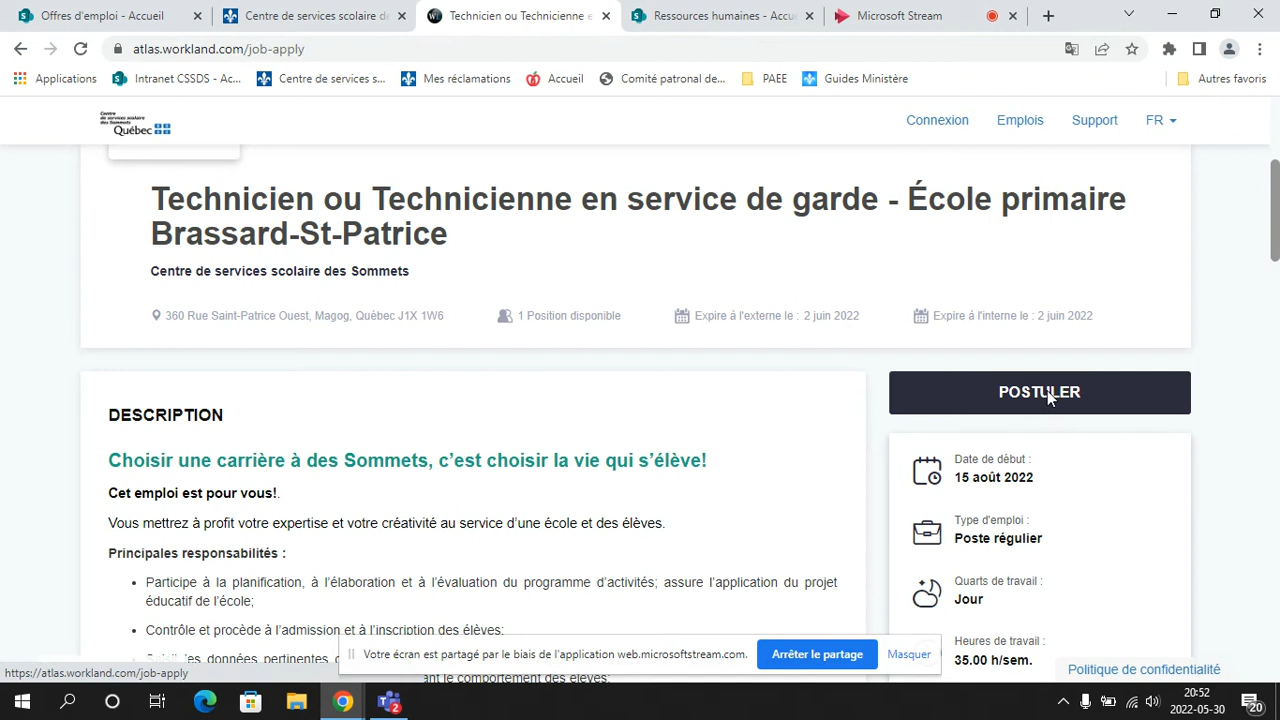 Offres d'emploi - Accueil
Centre de services scolaire d
Technicien ou Technicienne e
Ressources humaines - Accu
Microsoft Stream
atlas.workland.com/job-apply
Applications
Intranet CSSDS - Ac...
Centre de services s...
Mes réclamations
Accueil
Comité patronal de...
PAEE
Guides Ministère
Autres favoris
Centre
de services scolaire
des Sommets
Québec
Connexion
Emplois
Support
FR
Technicien ou Technicienne en service de garde - École primaire
Brassard-St-Patrice
Centre de services scolaire des Sommets
360 Rue Saint-Patrice Ouest, Magog, Québec J1X 1W6
1 Position disponible
Expire à l'externe le : 2 juin 2022
Expire à l'interne le : 2 juin 2022
POSTULER
DESCRIPTION
Choisir une carrière à des Sommets, c’est choisir la vie qui s’élève!
Cet emploi est pour vous!.
Vous mettrez à profit votre expertise et votre créativité au service d’une école et des élèves.
Principales responsabilités :
• Participe à la planification, à l’élaboration et à l’évaluation du programme d’activités; assure l’application du projet
éducatif de l’école;
• Contrôle et procède à l’admission et à l’inscription des élèves;
les données pertinentes
ant le comportement des élèves;
Date de début :
15 août 2022
Type d'emploi :
Poste régulier
Quarts de travail :
Jour
Heures de travail :
35.00 h/sem.
Votre écran est partagé par le biais de l'application web.microsoftstream.com.
Arrêter le partage
Masquer
Politique de confidentialité
https://atlas.workland.com/job-apply
2
20:52
2022-05-30
20